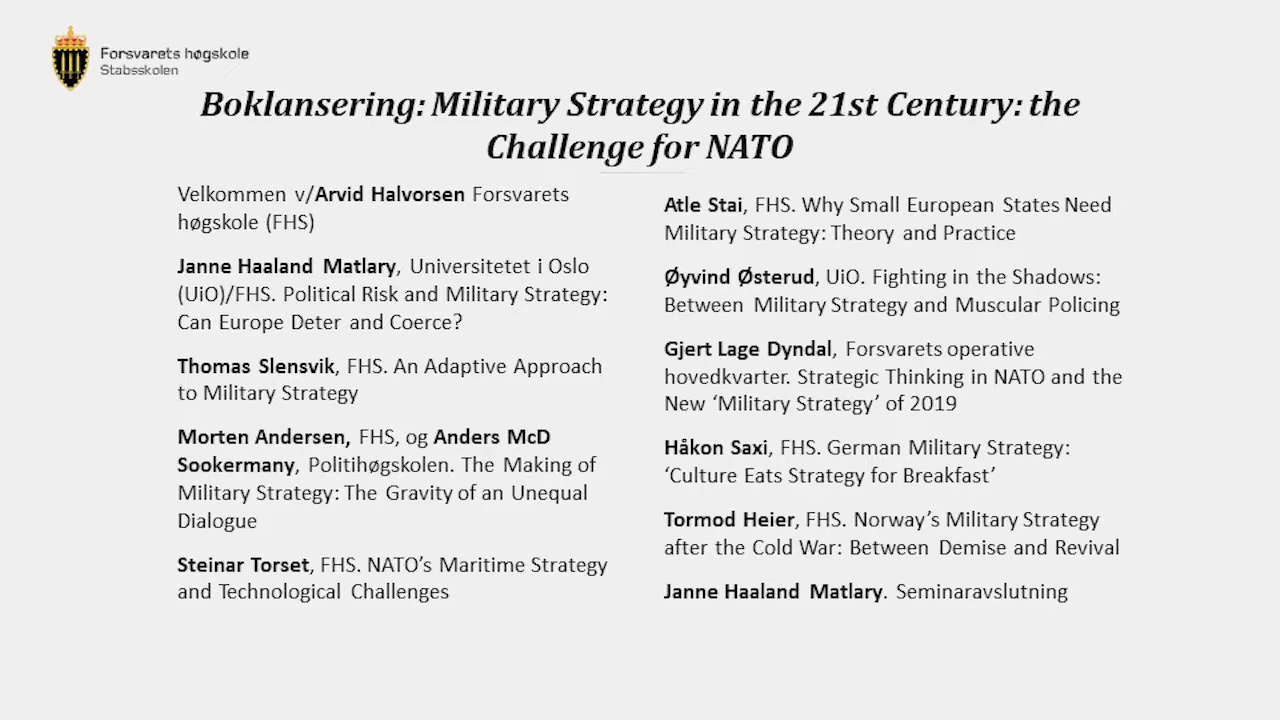 Forsvarets høgskole
Stabsskolen
Boklansering: Military Strategy in the 21st Century: the
Challenge for NATO
Velkommen v/Arvid Halvorsen Forsvarets
høgskole (FHS)
Janne Haaland Matlary, Universitetet i Oslo
(UiO)/FHS. Political Risk and Military Strategy:
Can Europe Deter and Coerce?
Thomas Slensvik, FHS. An Adaptive Approach
to Military Strategy
Morten Andersen, FHS, og Anders McD
Sookermany, Politihøgskolen. The Making of
Military Strategy: The Gravity of an Unequal
Dialogue
Steinar Torset, FHS. NATO’s Maritime Strategy
and Technological Challenges
Atle Stai, FHS. Why Small European States Need
Military Strategy: Theory and Practice
Øyvind Østerud, UiO. Fighting in the Shadows:
Between Military Strategy and Muscular Policing
Gjert Lage Dyndal, Forsvarets operative
hovedkvarter. Strategic Thinking in NATO and the
New ‘Military Strategy’ of 2019
Håkon Saxi, FHS. German Military Strategy:
‘Culture Eats Strategy for Breakfast’
Tormod Heier, FHS. Norway’s Military Strategy
after the Cold War: Between Demise and Revival
Janne Haaland Matlary. Seminaravslutning